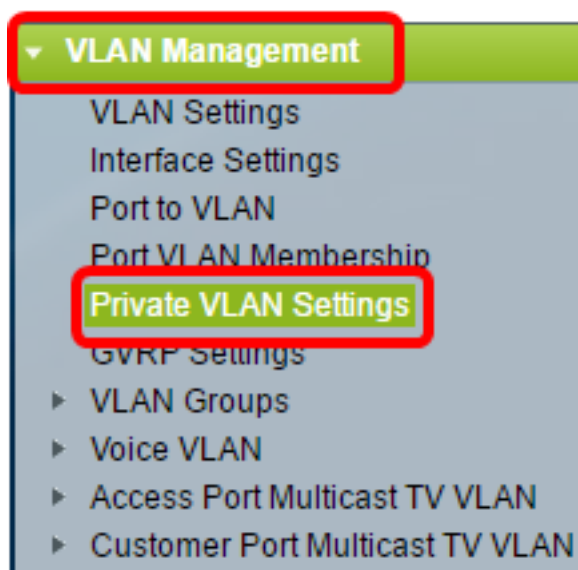 VLAN Management
VLAN Settings
Interface Settings
Port to VLAN
Port VLAN Membership
Private VLAN Settings
GVRP Settings
VLAN Groups
Voice VLAN
Access Port Multicast TV VLAN
Customer Port Multicast TV VLAN